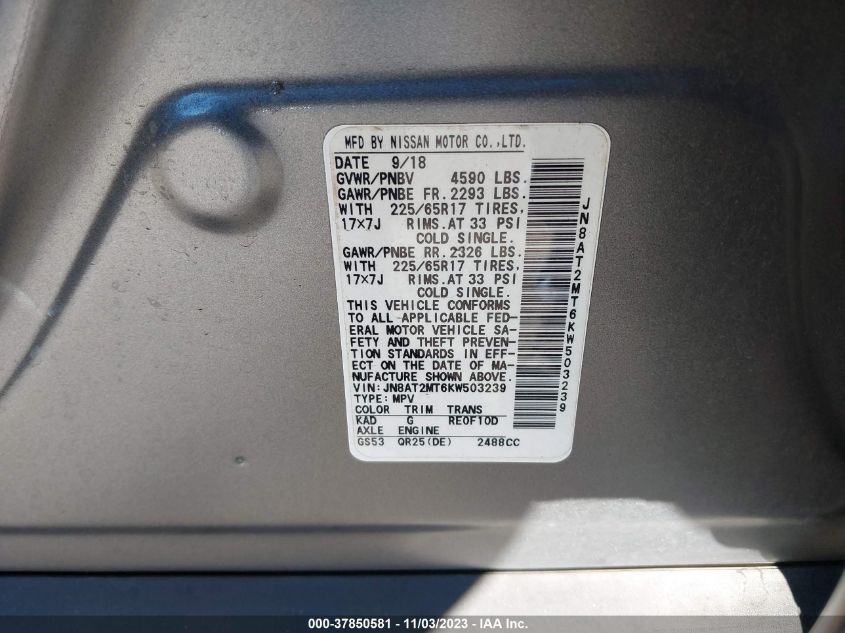 MFD BY NISSAN MOTOR CO.,LTD.
DATE 9/18
GVWR/PNBV 4590 LBS.
GAWR/PNBE FR. 2293 LBS.
WITH 225/65R17 TIRES,
17×7J RIMS.AT 33 PSI
COLD SINGLE.
GAWR/PNBE RR. 2326 LBS.
WITH 225/65R17 TIRES,
17×7J RIMS.AT 33 PSI
COLD SINGLE.
THIS VEHICLE CONFORMS
TO ALL APPLICABLE FED-
ERAL MOTOR VEHICLE SA-
FETY AND THEFT PREVEN-
TION STANDARDS IN EFF-
ECT ON THE DATE OF MA-
NUFACTURE SHOWN ABOVE.
VIN:JN8AT2MT6KW503239
TYPE:MPV
COLOR TRIM TRANS
KAD G RE0F10D
AXLE ENGINE
GS53 QR25(DE) 2488CC
JN8AT2MT6KW503239
000-37850581 - 11/03/2023 - IAA Inc.